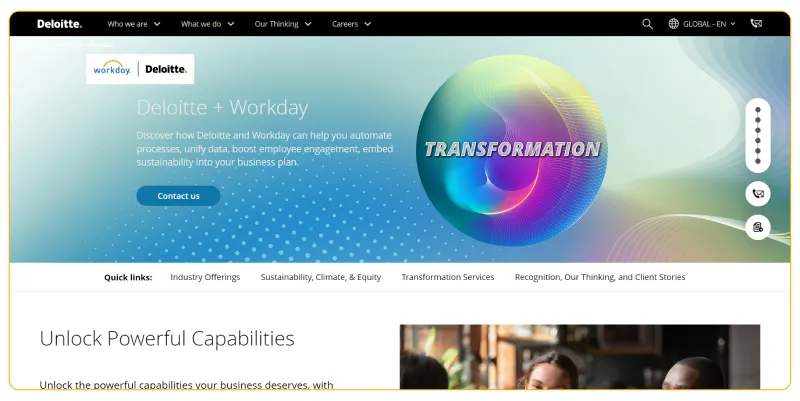 Deloitte.
Who we are
What we do
Our Thinking
Careers
GLOBAL - EN
workday. | Deloitte.
Deloitte + Workday
Discover how Deloitte and Workday can help you automate
processes, unify data, boost employee engagement, embed
sustainability into your business plan.
Contact us
TRANSFORMATION
Quick links:
Industry Offerings
Sustainability, Climate, & Equity
Transformation Services
Recognition, Our Thinking, and Client Stories
Unlock Powerful Capabilities
Unlock the powerful capabilities your business deserves, with